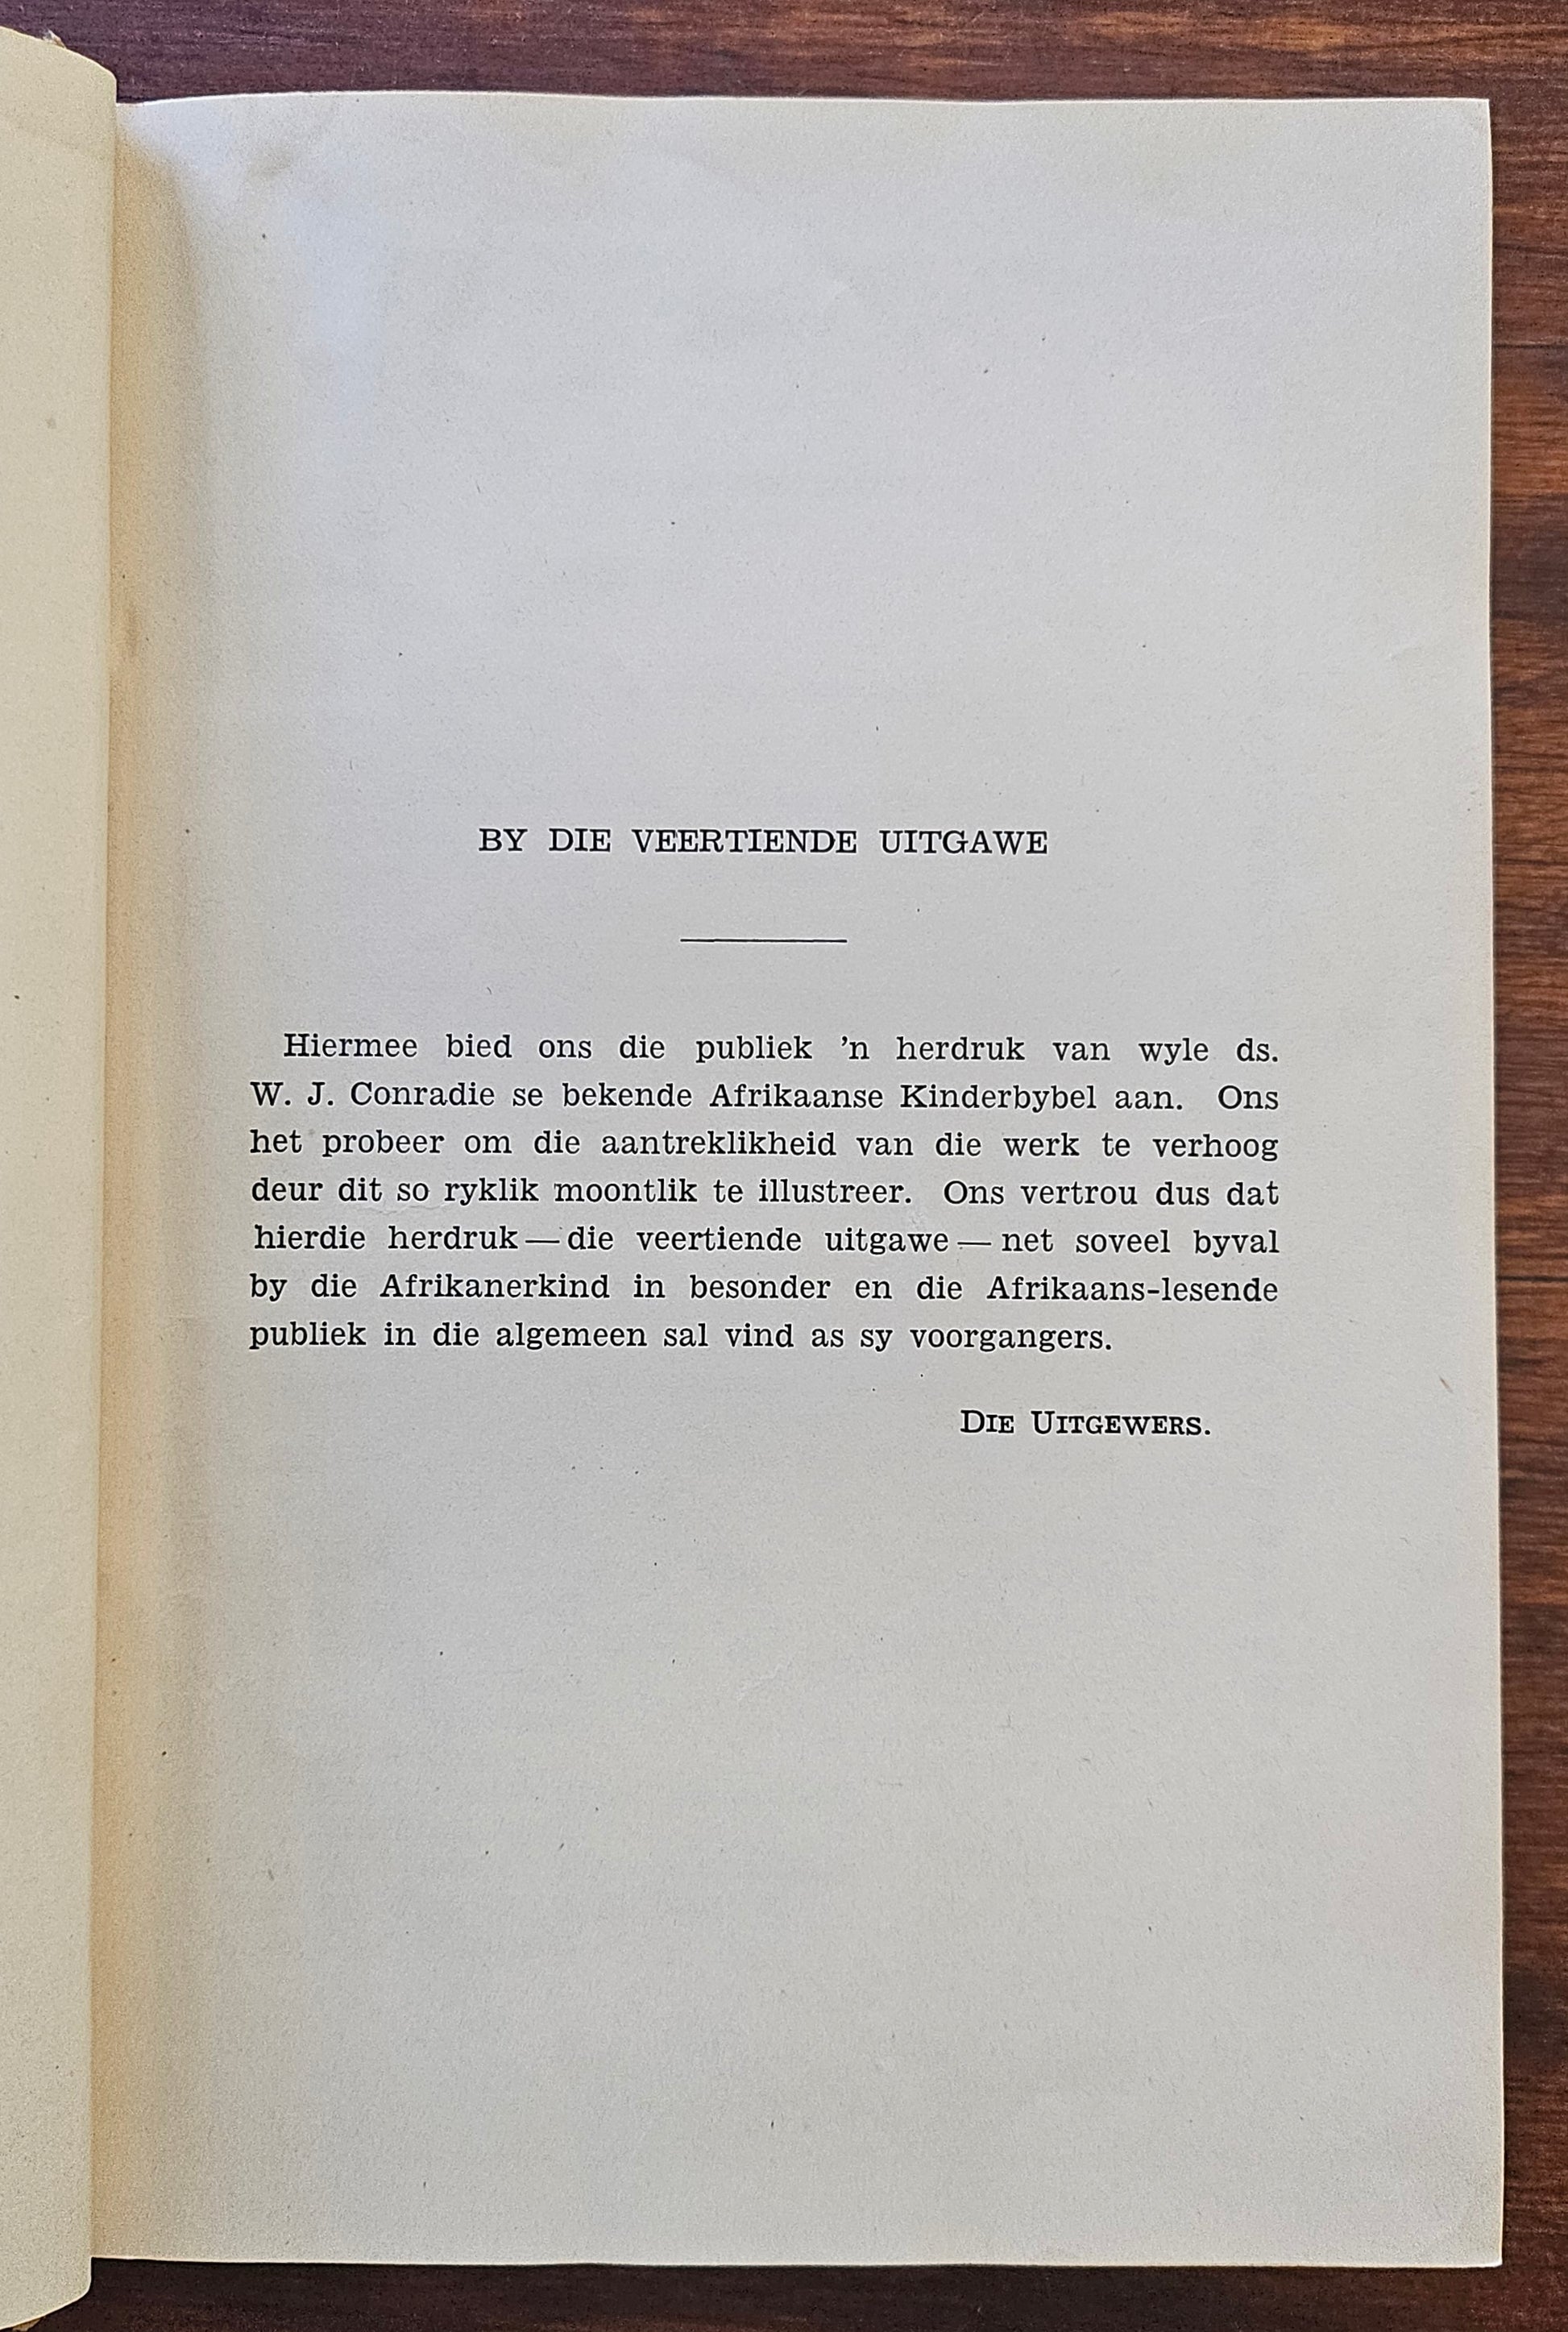 BY DIE VEERTIENDE UITGAWE
Hiermee bied ons die publiek ’n herdruk van wyle ds.
W. J. Conradie se bekende Afrikaanse Kinderbybel aan. Ons
het probeer om die aantreklikheid van die werk te verhoog
deur dit so ryklik moontlik te illustreer. Ons vertrou dus dat
hierdie herdruk — die veertiende uitgawe — net soveel byval
by die Afrikanerkind in besonder en die Afrikaans-lesende
publiek in die algemeen sal vind as sy voorgangers.
DIE UITGEWERS.